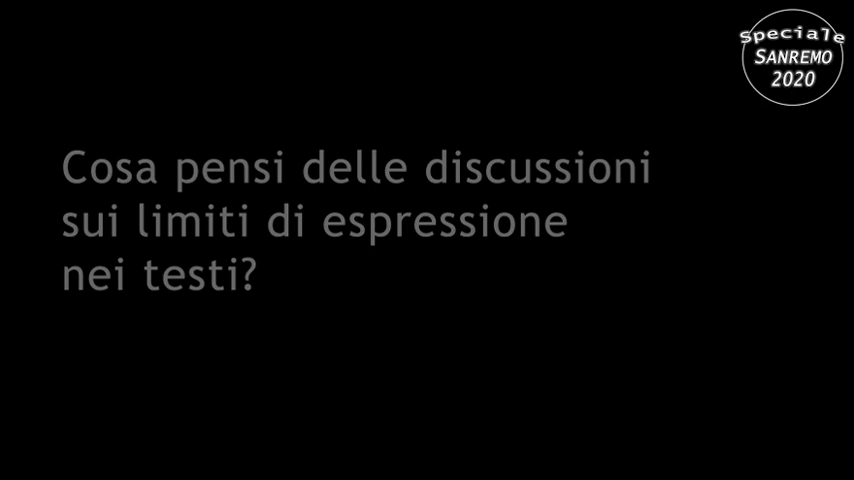 Speciale
SANREMO
2020
Cosa pensi delle discussioni
sui limiti di espressione
nei testi?